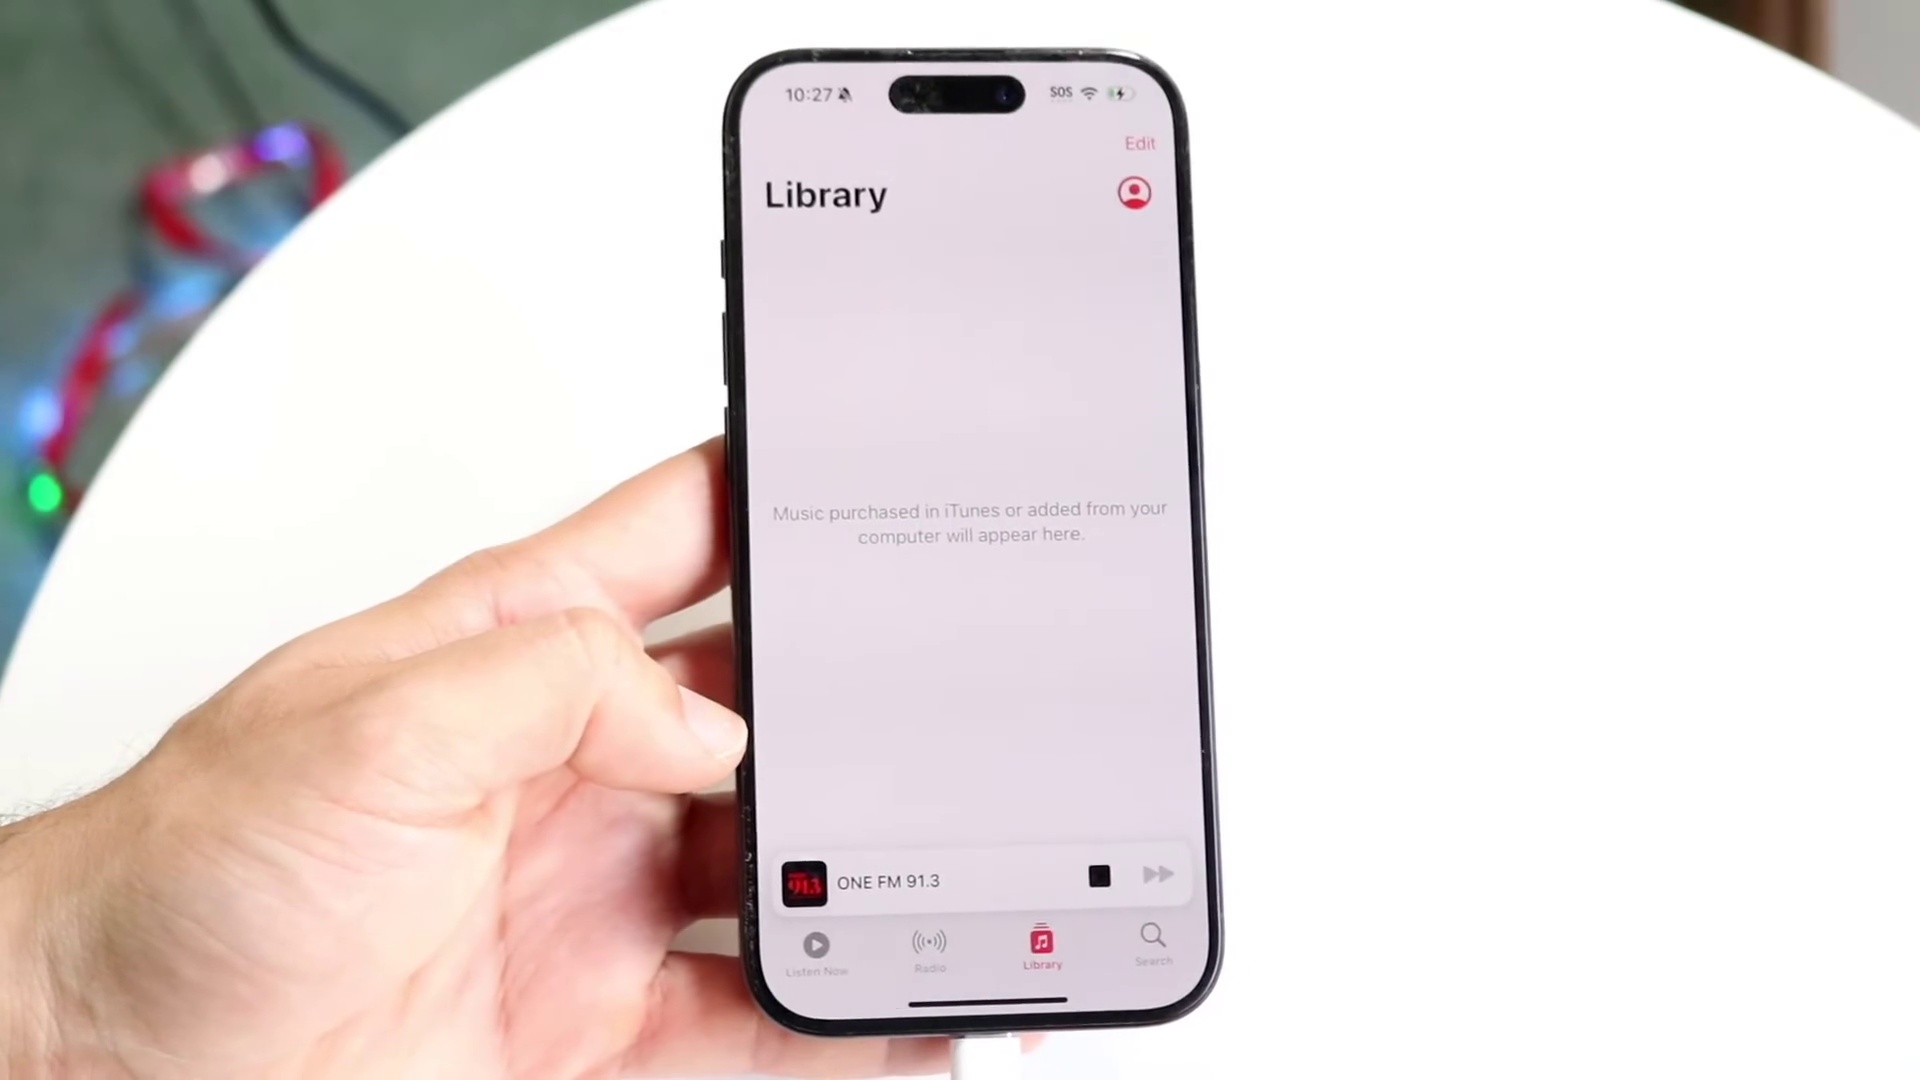 10:27
SOS
Edit
Library
Music purchased in iTunes or added from your
computer will appear here.
91.3
ONE FM 91.3
Listen Now
Radio
Library
Search